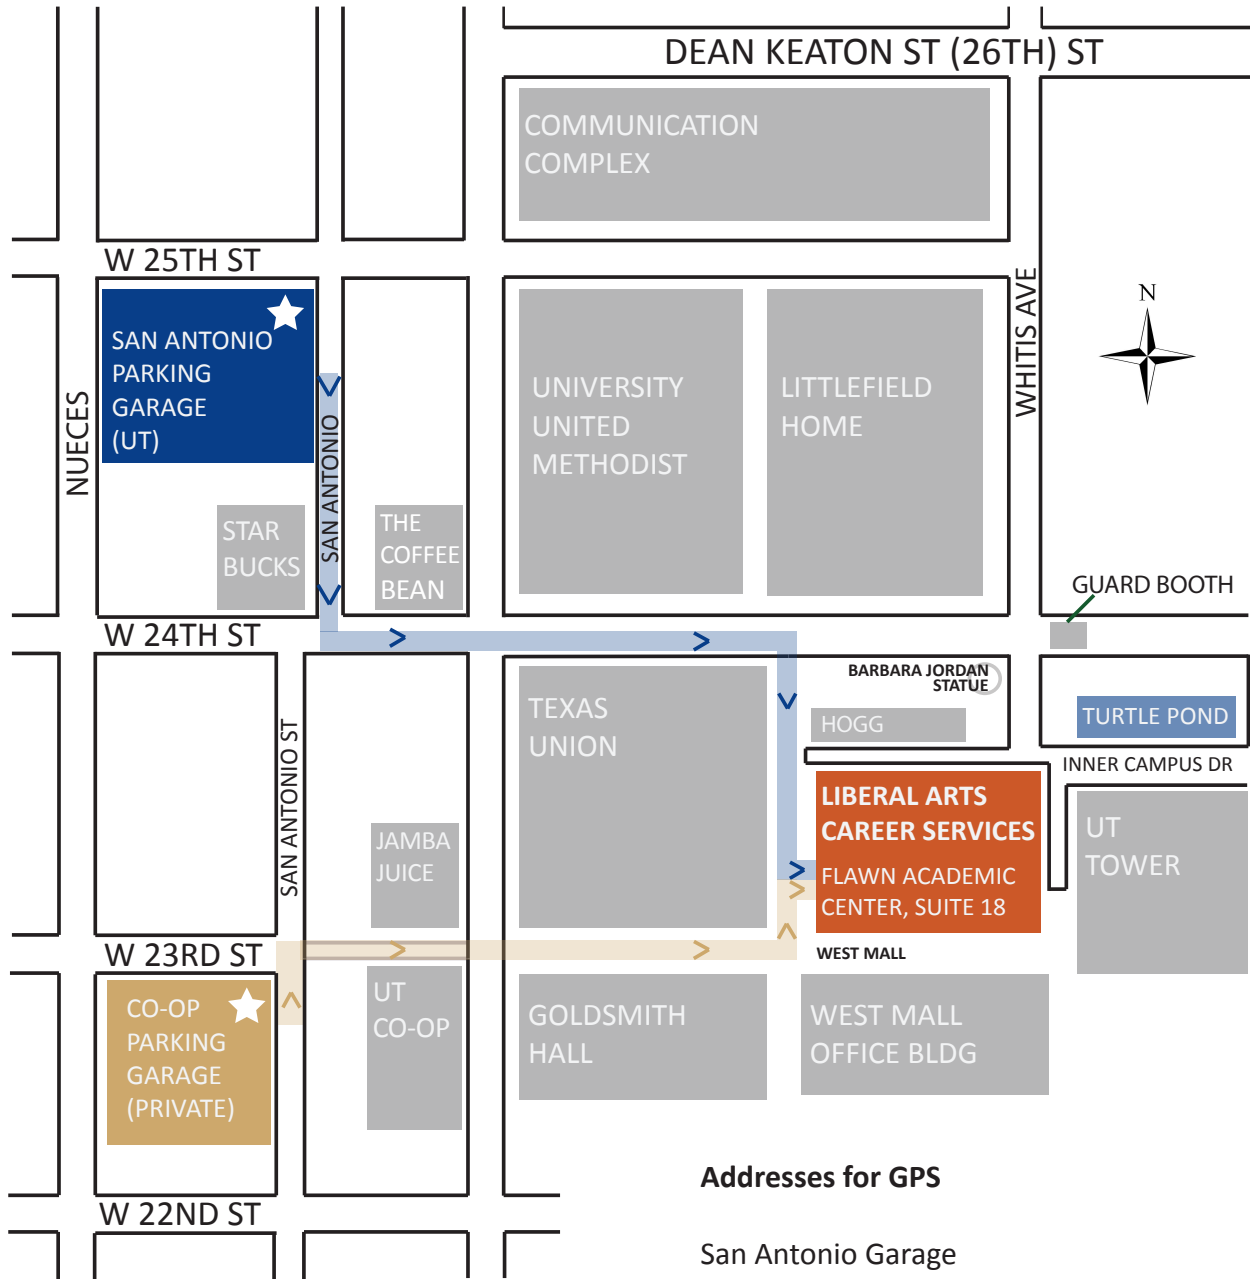 DEAN KEATON ST (26TH) ST
COMMUNICATION
COMPLEX
W 25TH ST
N
WHITIS AVE
SAN ANTONIO
PARKING
GARAGE
(UT)
NUECES
SAN ANTONIO
UNIVERSITY
UNITED
METHODIST
LITTLEFIELD
HOME
STAR
BUCKS
THE
COFFEE
BEAN
GUARD BOOTH
W 24TH ST
BARBARA JORDAN
STATUE
TEXAS
UNION
HOGG
TURTLE POND
INNER CAMPUS DR
SAN ANTONIO ST
LIBERAL ARTS
CAREER SERVICES
FLAWN ACADEMIC
CENTER, SUITE 18
UT
TOWER
JAMBA
JUICE
W 23RD ST
WEST MALL
CO-OP
PARKING
GARAGE
(PRIVATE)
UT
CO-OP
GOLDSMITH
HALL
WEST MALL
OFFICE BLDG
W 22ND ST
Addresses for GPS
San Antonio Garage